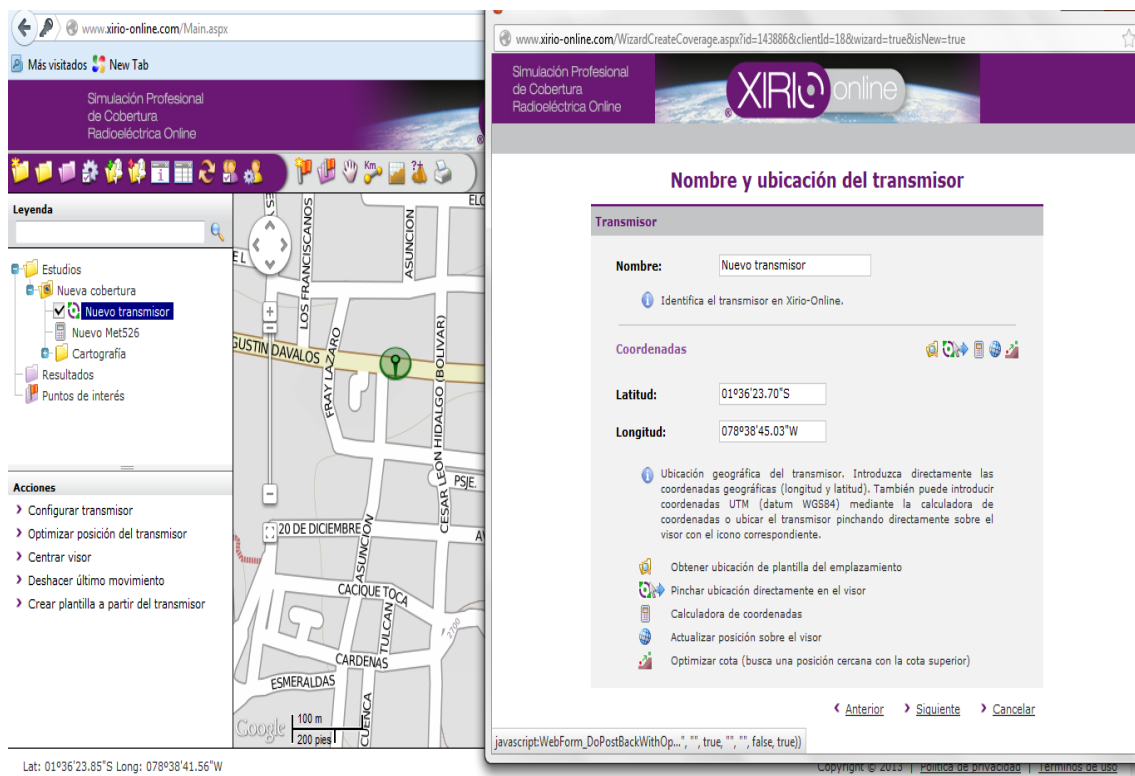 www.xirio-online.com/Main.aspx
Más visitados
New Tab
Simulación Profesional
de Cobertura
Radioeléctrica Online
Leyenda
Estudios
Nueva cobertura
Nuevo transmisor
Nuevo Met526
Cartografía
Resultados
Puntos de interés
Acciones
Configurar transmisor
Optimizar posición del transmisor
Centrar visor
Deshacer último movimiento
Crear plantilla a partir del transmisor
Km
LOS FRANCISCANOS
ASUNCION
GUSTIN DAVALOS
FRAY LAZARO
CESAR LEON HIDALGO (BOLIVAR)
PSJE.
20 DE DICIEMBRE
ASUNCION
CACIQUE TOCA
TULCAN
2700
CARDENAS
ESMERALDAS
CUENCA
Google
100 m
200 pies
Lat: 01º36'23.85"S Long: 078º38'41.56"W
www.xirio-online.com/WizardCreateCoverage.aspx?id=143886&clientId=18&wizard=true&isNew=true
Simulación Profesional
de Cobertura
Radioeléctrica Online
XIRIO online
Nombre y ubicación del transmisor
Transmisor
Nombre: Nuevo transmisor
Identifica el transmisor en Xirio-Online.
Coordenadas
Latitud: 01º36'23.70"S
Longitud: 078º38'45.03"W
Ubicación geográfica del transmisor. Introduzca directamente las
coordenadas geográficas (longitud y latitud). También puede introducir
coordenadas UTM (datum WGS84) mediante la calculadora de
coordenadas o ubicar el transmisor pinchando directamente sobre el
visor con el icono correspondiente.
Obtener ubicación de plantilla del emplazamiento
Pinchar ubicación directamente en el visor
Calculadora de coordenadas
Actualizar posición sobre el visor
Optimizar cota (busca una posición cercana con la cota superior)
Anterior Siguiente Cancelar
javascript:WebForm_DoPostBackWithOp...", "", true, "", "", false, true))
Copyright © 2013 | Política de privacidad | Términos de uso